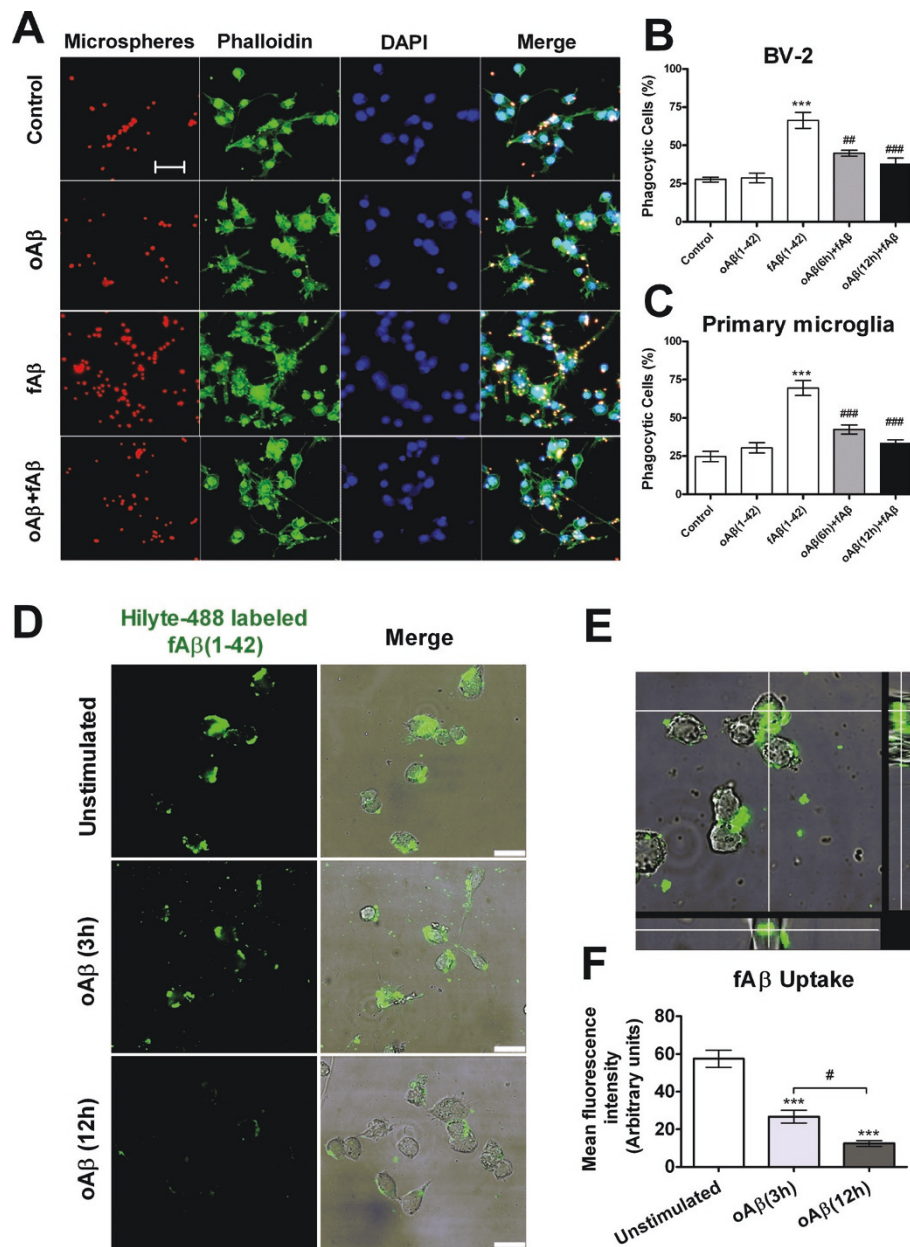 A
Microspheres Phalloidin DAPI Merge
Control
oAβ
fAβ
oAβ+fAβ
B
BV-2
Phagocytic Cells (%)
100
75
50
25
0
***
##
###
Control
oAβ(1-42)
fAβ(1-42)
oAβ(6h)+fAβ
oAβ(12h)+fAβ
C
Primary microglia
Phagocytic Cells (%)
100
75
50
25
0
***
###
###
Control
oAβ(1-42)
fAβ(1-42)
oAβ(6h)+fAβ
oAβ(12h)+fAβ
D
Hilyte-488 labeled
fAβ(1-42)
Merge
Unstimulated
oAβ (3h)
oAβ (12h)
E
F
fAβ Uptake
Mean fluorescence
intensity
(Arbitrary units)
80
60
40
20
0
***
#
***
Unstimulated
oAβ(3h)
oAβ(12h)